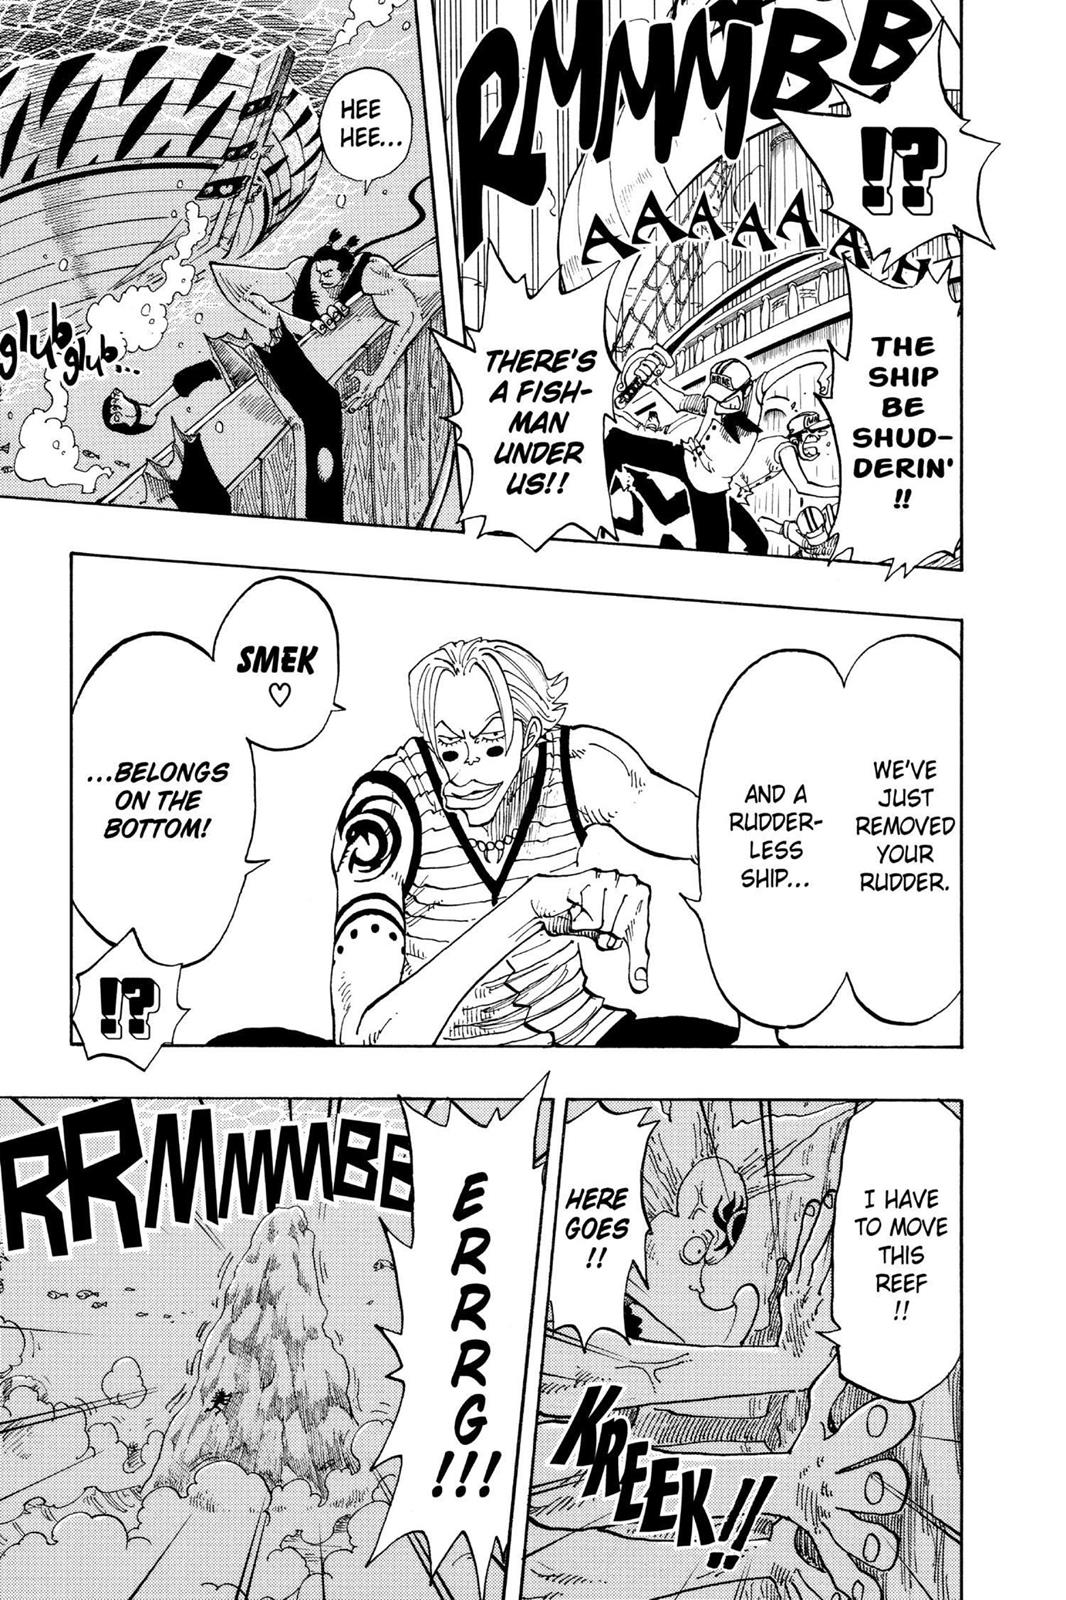 RMMMBB
!?
AAAAAAH
THE
SHIP
BE
SHUD-
DERIN'
!!
THERE'S
A FISH-
MAN
UNDER
US!!
HEE
HEE...
glub
glub...
WE'VE
JUST
REMOVED
YOUR
RUDDER.
AND A
RUDDER-
LESS
SHIP...
SMEK
♡
...BELONGS
ON THE
BOTTOM!
!?
I HAVE
TO MOVE
THIS
REEF
!!
HERE
GOES
!!
KREEK!!
ERRRG!!!
RRMMMMBBB